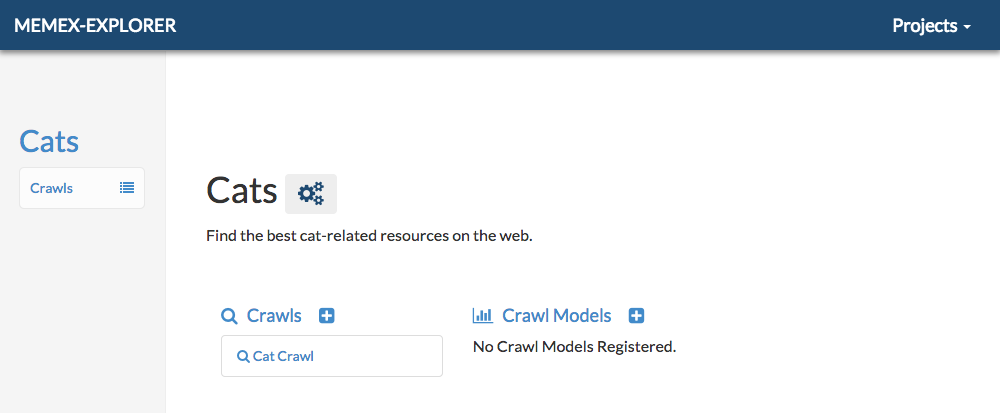 MEMEX-EXPLORER
Projects
Cats
Crawls
Cats
Find the best cat-related resources on the web.
Crawls
Cat Crawl
Crawl Models
No Crawl Models Registered.